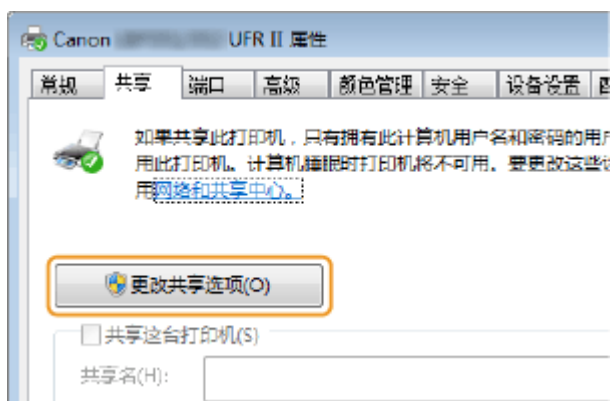 Canon UFR II 属性
常规 共享 端口 高级 颜色管理 安全 设备设置
如果共享此打印机，只有拥有此计算机用户名和密码的用户
用此打印机。计算机睡眠时打印机将不可用。要更改这些
用网络和共享中心。
更改共享选项(O)
共享这台打印机(S)
共享名(H):